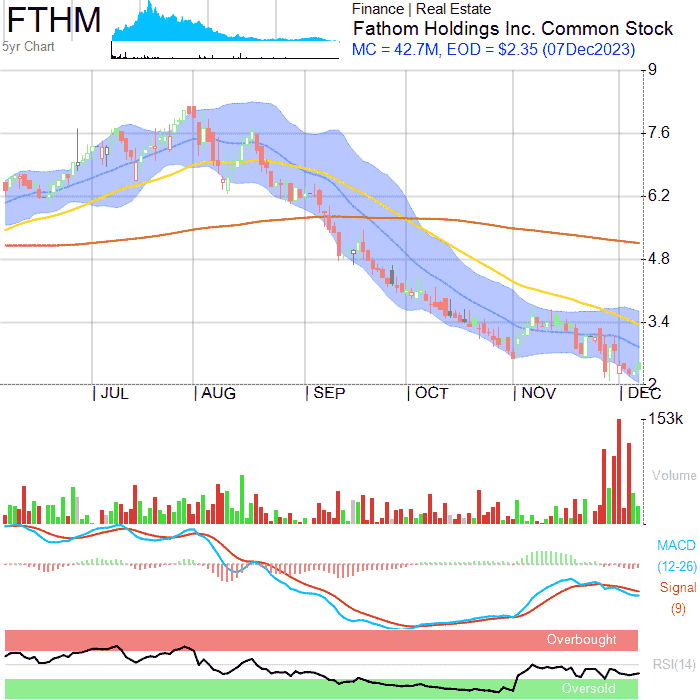 FTHM
5yr Chart
Finance | Real Estate
Fathom Holdings Inc. Common Stock
MC = 42.7M, EOD = $2.35 (07Dec2023)
9
7.6
6.2
4.8
3.4
2
JUL AUG SEP OCT NOV DEC
153k
Volume
MACD
(12-26)
Signal
(9)
Overbought
RSI(14)
Oversold